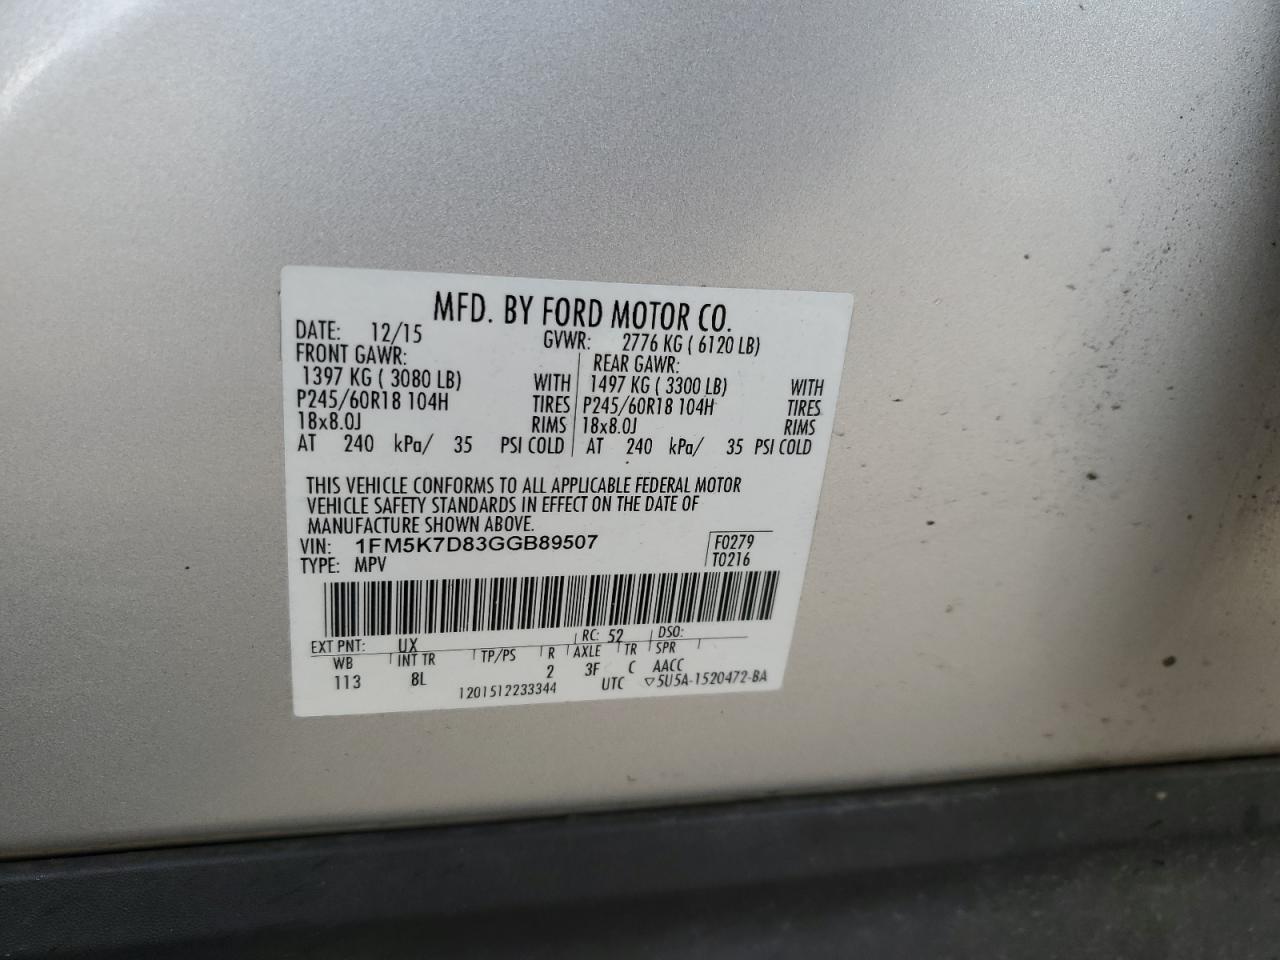 MFD. BY FORD MOTOR CO.
DATE: 12/15 GVWR: 2776 KG ( 6120 LB)
FRONT GAWR: REAR GAWR:
1397 KG ( 3080 LB) WITH 1497 KG ( 3300 LB) WITH
P245/60R18 104H TIRES P245/60R18 104H TIRES
18x8.0J RIMS 18x8.0J RIMS
AT 240 kPa/ 35 PSI COLD AT 240 kPa/ 35 PSI COLD
THIS VEHICLE CONFORMS TO ALL APPLICABLE FEDERAL MOTOR
VEHICLE SAFETY STANDARDS IN EFFECT ON THE DATE OF
MANUFACTURE SHOWN ABOVE.
VIN: 1FM5K7D83GGB89507 F0279
TYPE: MPV T0216
EXT PNT: UX RC: 52 DSO:
WB INT TR TP/PS R AXLE TR SPR
113 8L 2 3F C AACC
1201512233344 UTC ▽5U5A-1520472-BA